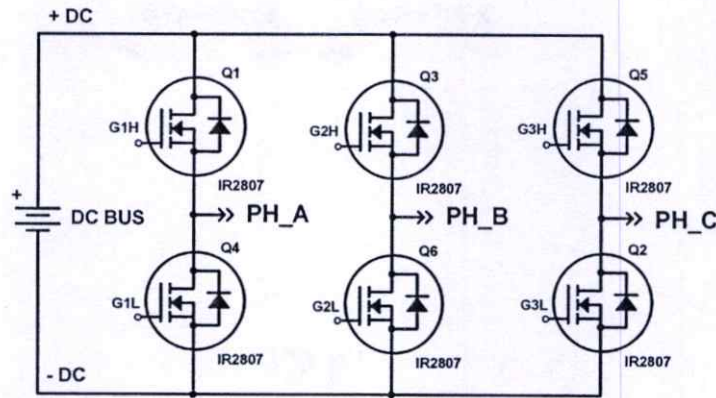 + DC
Q1
Q3
Q5
G1H
G2H
G3H
IR2807
IR2807
IR2807
+
DC BUS
PH_A
PH_B
PH_C
Q4
Q6
Q2
G1L
G2L
G3L
IR2807
IR2807
IR2807
- DC